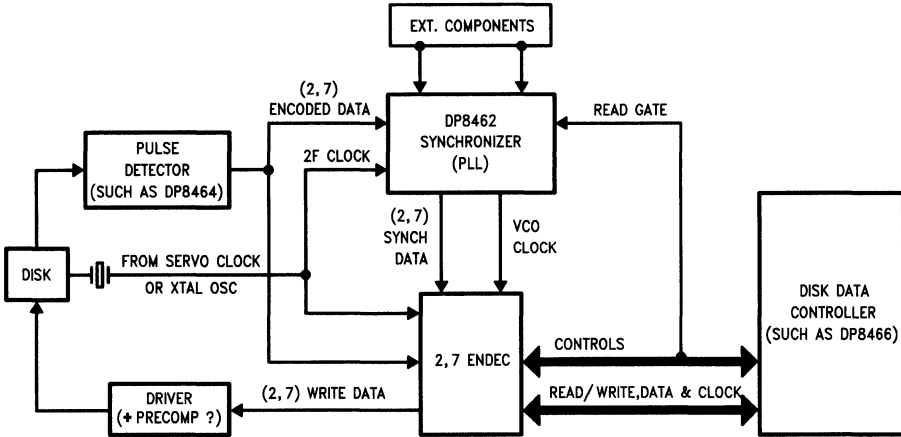 EXT. COMPONENTS
(2,7)
ENCODED DATA
DP8462
SYNCHRONIZER
(PLL)
READ GATE
PULSE
DETECTOR
(SUCH AS DP8464)
2F CLOCK
(2,7)
SYNCH
DATA
VCO
CLOCK
DISK
FROM SERVO CLOCK
OR XTAL OSC
DISK DATA
CONTROLLER
(SUCH AS DP8466)
2,7 ENDEC
CONTROLS
DRIVER
(+ PRECOMP ?)
(2,7) WRITE DATA
READ/WRITE,DATA & CLOCK